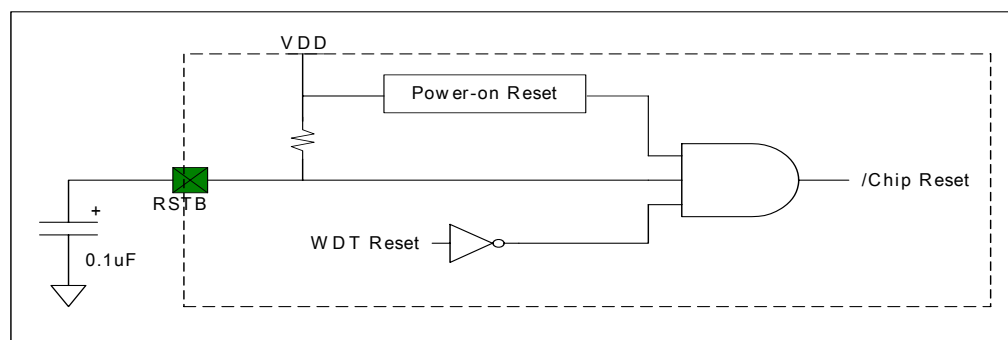 VDD
Power-on Reset
RSTB
/Chip Reset
+
WDT Reset
0.1uF